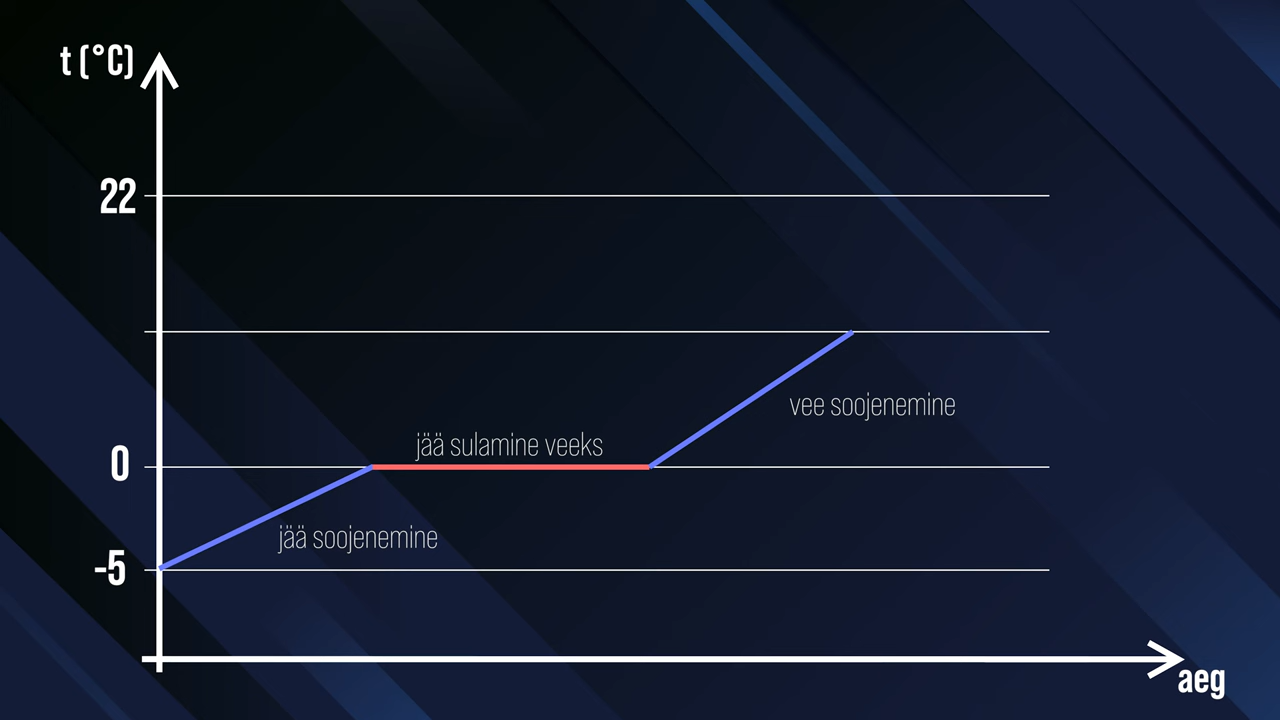 t (°C)
22
0
-5
jää sulamine veeks
vee soojenemine
jää soojenemine
aeg